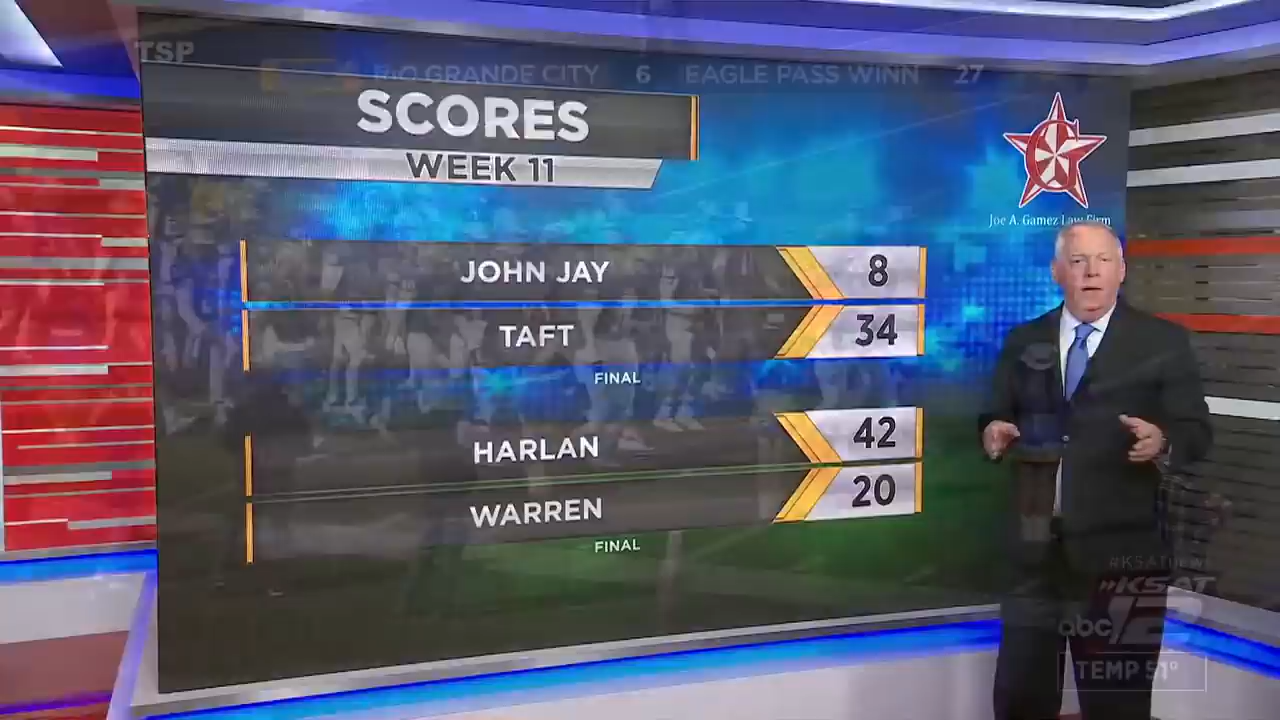 TSP
RIO GRANDE CITY 6 EAGLE PASS WINN 27
SCORES
WEEK 11
G
Joe A. Gamez Law Firm
JOHN JAY 8
TAFT 34
FINAL
HARLAN 42
WARREN 20
FINAL
#KSATnews
KSAT
abc 12
TEMP 51°